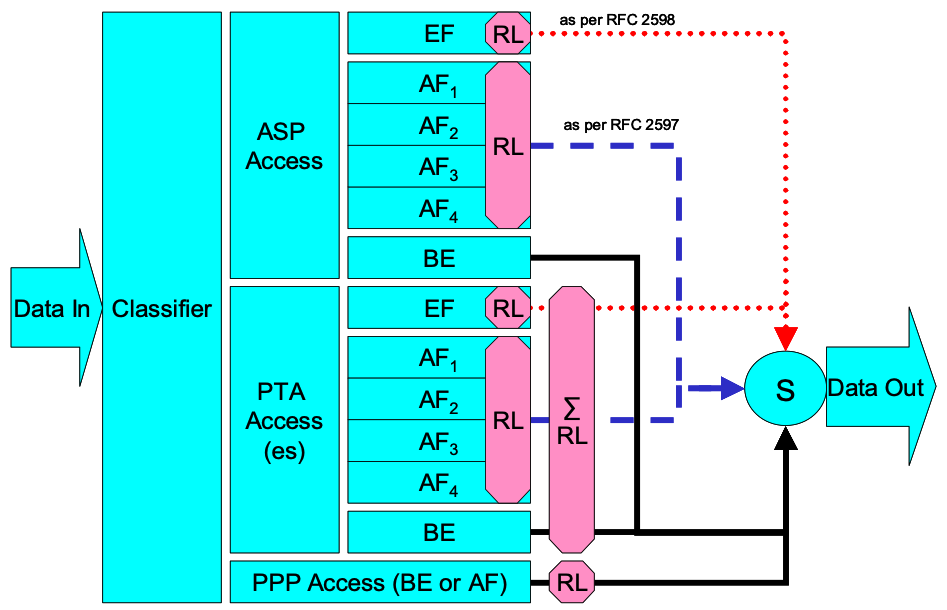 Data In
Classifier
ASP
Access
EF
RL
as per RFC 2598
AF1
AF2
AF3
AF4
RL
as per RFC 2597
BE
PTA
Access
(es)
EF
RL
AF1
AF2
AF3
AF4
RL
BE
Σ
RL
PPP Access (BE or AF)
RL
S
Data Out